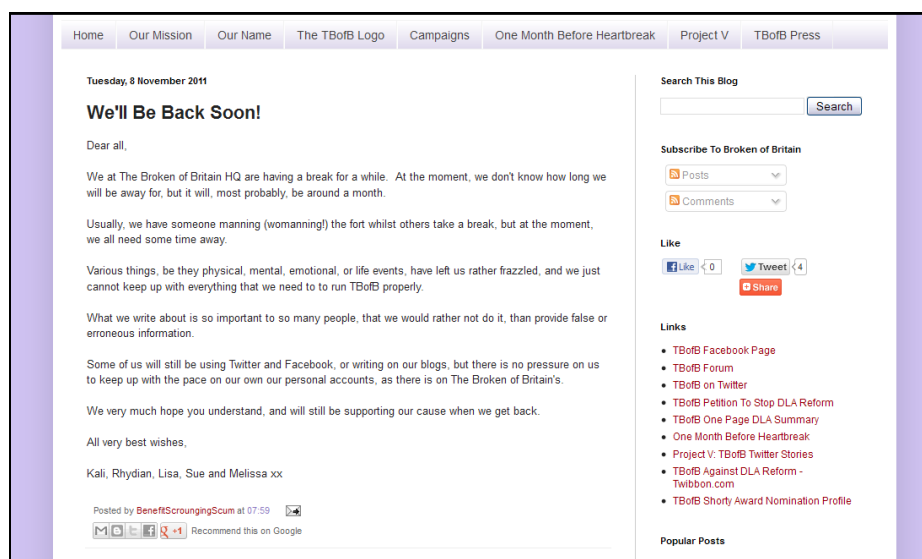 Home Our Mission Our Name The TBofB Logo Campaigns One Month Before Heartbreak Project V TBofB Press
Tuesday, 8 November 2011
We'll Be Back Soon!
Dear all,
We at The Broken of Britain HQ are having a break for a while. At the moment, we don't know how long we
will be away for, but it will, most probably, be around a month.
Usually, we have someone manning (womanning!) the fort whilst others take a break, but at the moment,
we all need some time away.
Various things, be they physical, mental, emotional, or life events, have left us rather frazzled, and we just
cannot keep up with everything that we need to to run TBofB properly.
What we write about is so important to so many people, that we would rather not do it, than provide false or
erroneous information.
Some of us will still be using Twitter and Facebook, or writing on our blogs, but there is no pressure on us
to keep up with the pace on our own our personal accounts, as there is on The Broken of Britain's.
We very much hope you understand, and will still be supporting our cause when we get back.
All very best wishes,
Kali, Rhydian, Lisa, Sue and Melissa xx
Posted by BenefitScroungingScum at 07:59
+1 Recommend this on Google
Search This Blog
Search
Subscribe To Broken of Britain
Posts
Comments
Like
Like 0 Tweet 4
Share
Links
TBofB Facebook Page
TBofB Forum
TBofB on Twitter
TBofB Petition To Stop DLA Reform
TBofB One Page DLA Summary
One Month Before Heartbreak
Project V: TBofB Twitter Stories
TBofB Against DLA Reform -
Twibbon.com
TBofB Shorty Award Nomination Profile
Popular Posts